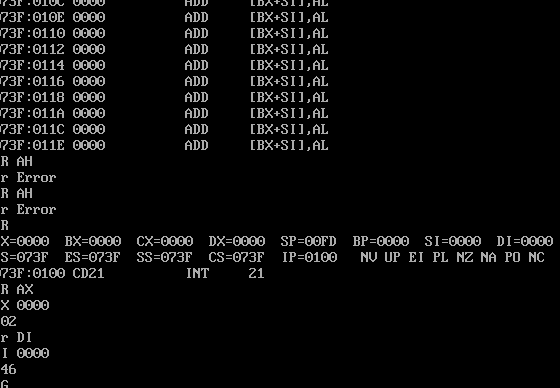 73F:010C 0000 ADD [BX+SI],AL
73F:010E 0000 ADD [BX+SI],AL
73F:0110 0000 ADD [BX+SI],AL
73F:0112 0000 ADD [BX+SI],AL
73F:0114 0000 ADD [BX+SI],AL
73F:0116 0000 ADD [BX+SI],AL
73F:0118 0000 ADD [BX+SI],AL
73F:011A 0000 ADD [BX+SI],AL
73F:011C 0000 ADD [BX+SI],AL
73F:011E 0000 ADD [BX+SI],AL
R AH
r Error
R AH
r Error
R
X=0000 BX=0000 CX=0000 DX=0000 SP=00FD BP=0000 SI=0000 DI=0000
S=073F ES=073F SS=073F CS=073F IP=0100 NV UP EI PL NZ NA PO NC
73F:0100 CD21 INT 21
R AX
X 0000
02
r DI
I 0000
46
G